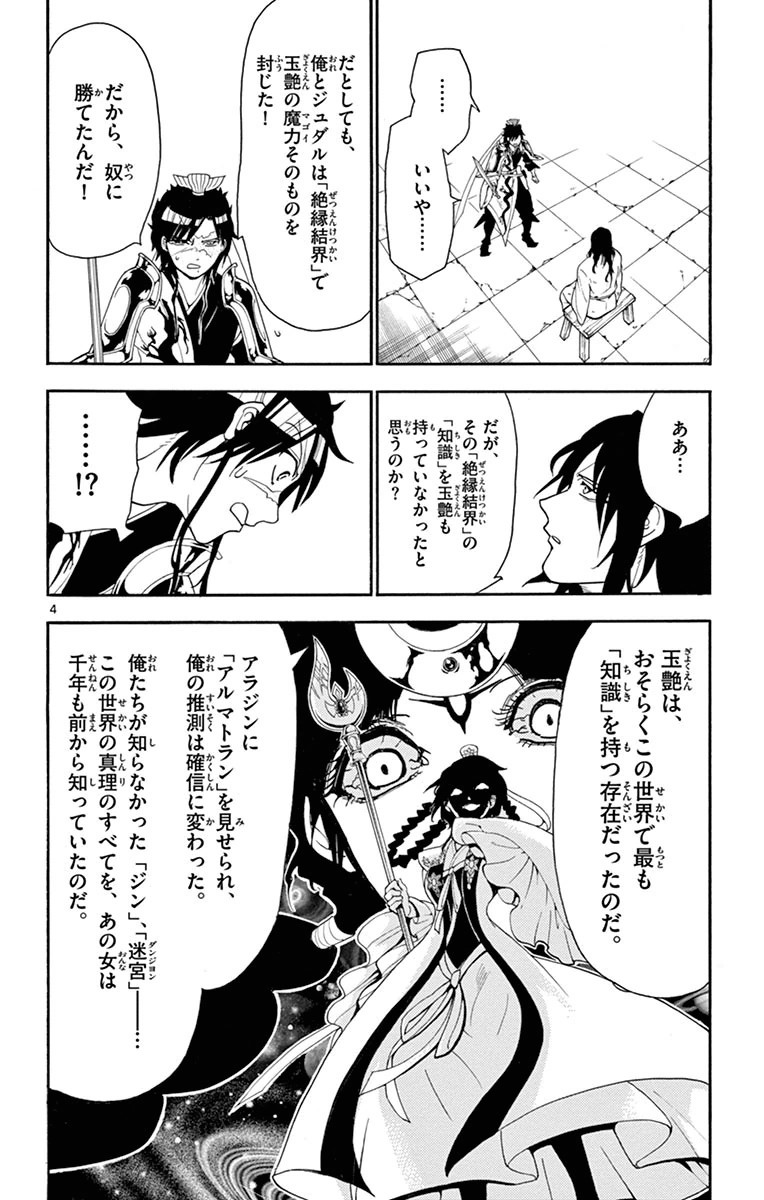 ……
いいや……
だとしても、
俺とジュダルは「絶縁結界」で
玉艶の魔力そのものを
封じた！
だから、奴に
勝てたんだ！
ああ…
だが、
その「絶縁結界」の
「知識」を玉艶も
持っていなかったと
思うのか？
……!?
4
玉艶は、
おそらくこの世界で最も
「知識」を持つ存在だったのだ。
アラジンに
「アルマトラン」を見せられ、
俺の推測は確信に変わった。
俺たちが知らなかった「ジン」、「迷宮」──…
この世界の真理のすべてを、あの女は
千年も前から知っていたのだ。